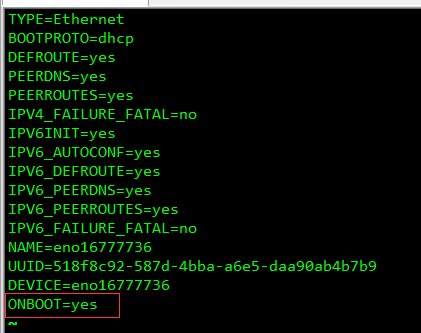 TYPE=Ethernet
BOOTPROTO=dhcp
DEFROUTE=yes
PEERDNS=yes
PEERROUTES=yes
IPV4_FAILURE_FATAL=no
IPV6INIT=yes
IPV6_AUTOCONF=yes
IPV6_DEFROUTE=yes
IPV6_PEERDNS=yes
IPV6_PEERROUTES=yes
IPV6_FAILURE_FATAL=no
NAME=eno16777736
UUID=518f8c92-587d-4bba-a6e5-daa90ab4b7b9
DEVICE=eno16777736
ONBOOT=yes
~